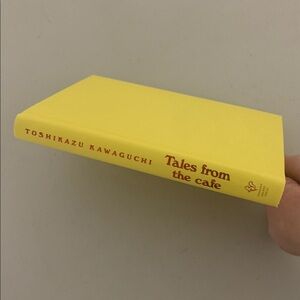 TOSHIKAZU KAWAGUCHI
Tales from
the cafe